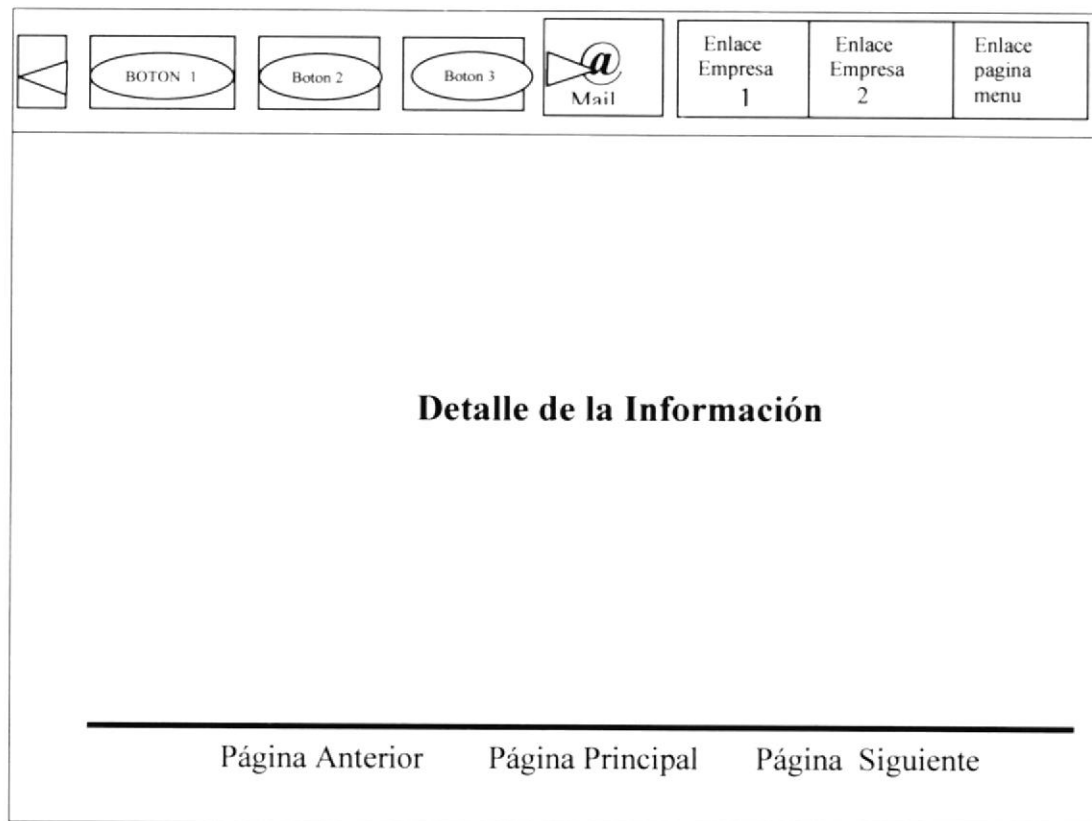 BOTON 1
Boton 2
Boton 3
@
Mail
Enlace
Empresa
1
Enlace
Empresa
2
Enlace
pagina
menu
Detalle de la Información
Página Anterior Página Principal Página Siguiente